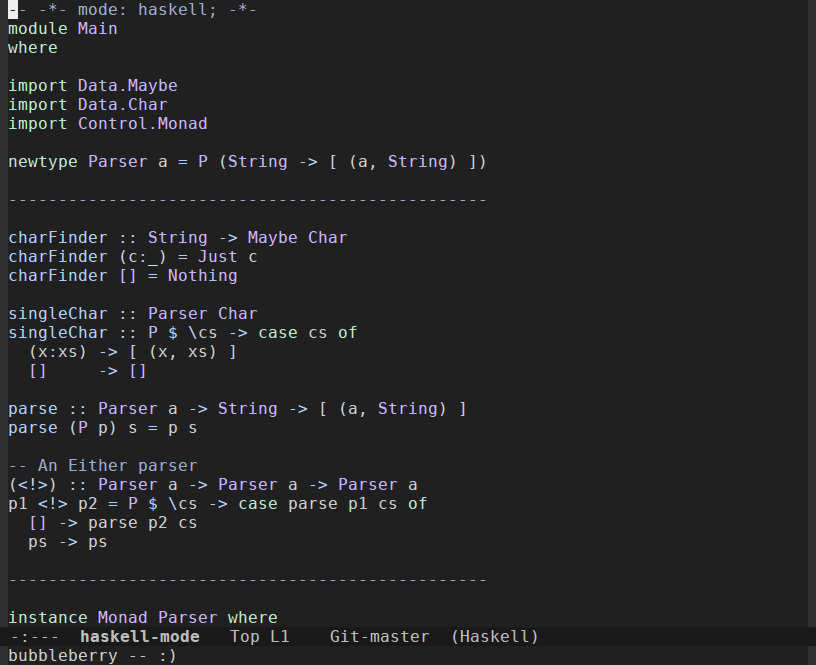 -- -*- mode: haskell; -*-
module Main
where

import Data.Maybe
import Data.Char
import Control.Monad

newtype Parser a = P (String -> [ (a, String) ])

------------------------------------------------

charFinder :: String -> Maybe Char
charFinder (c:_) = Just c
charFinder [] = Nothing

singleChar :: Parser Char
singleChar :: P $ \cs -> case cs of
  (x:xs) -> [ (x, xs) ]
  []     -> []

parse :: Parser a -> String -> [ (a, String) ]
parse (P p) s = p s

-- An Either parser
(<!>) :: Parser a -> Parser a -> Parser a
p1 <!> p2 = P $ \cs -> case parse p1 cs of
  [] -> parse p2 cs
  ps -> ps

------------------------------------------------

instance Monad Parser where
-:---  haskell-mode   Top L1    Git-master  (Haskell)
bubbleberry -- :)